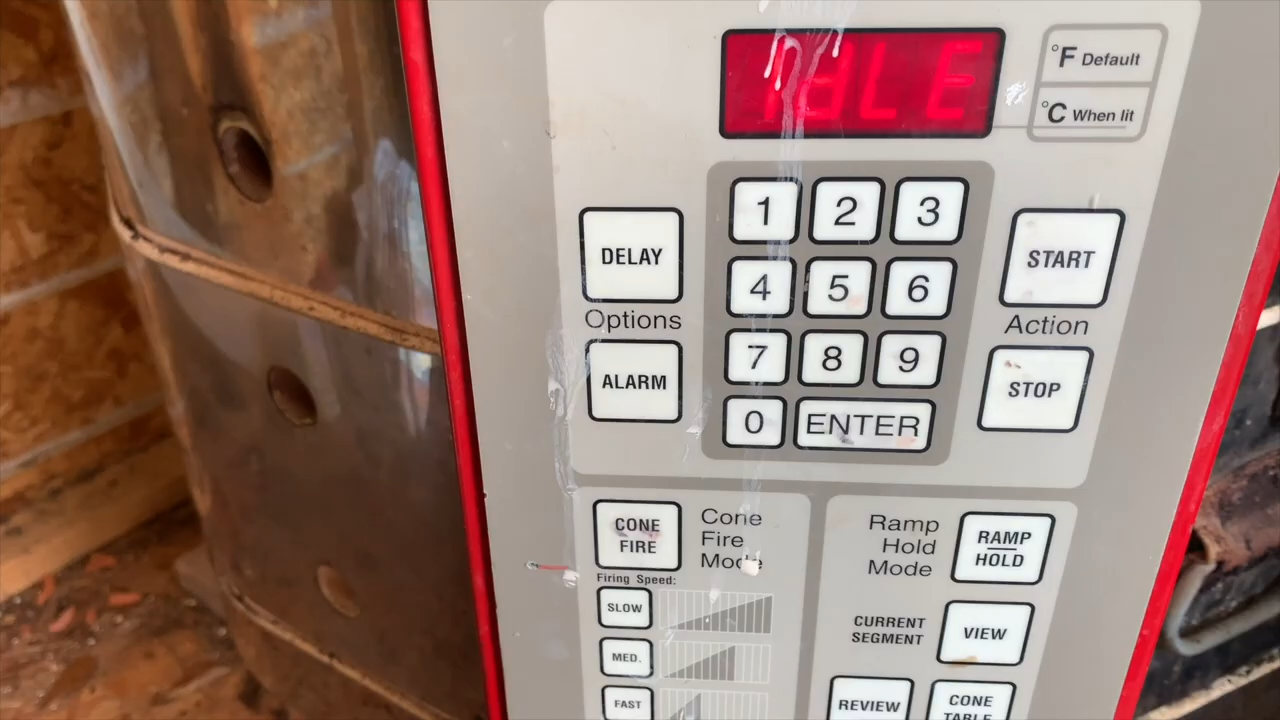 IdLE
°F Default
°C When lit
1 2 3
DELAY
START
4 5 6
Options
Action
7 8 9
ALARM
STOP
0 ENTER
CONE
FIRE
Cone
Fire
Mode
Firing Speed:
SLOW
MED.
FAST
Ramp
Hold
Mode
RAMP
HOLD
CURRENT
SEGMENT
VIEW
REVIEW
CONE
TABLE